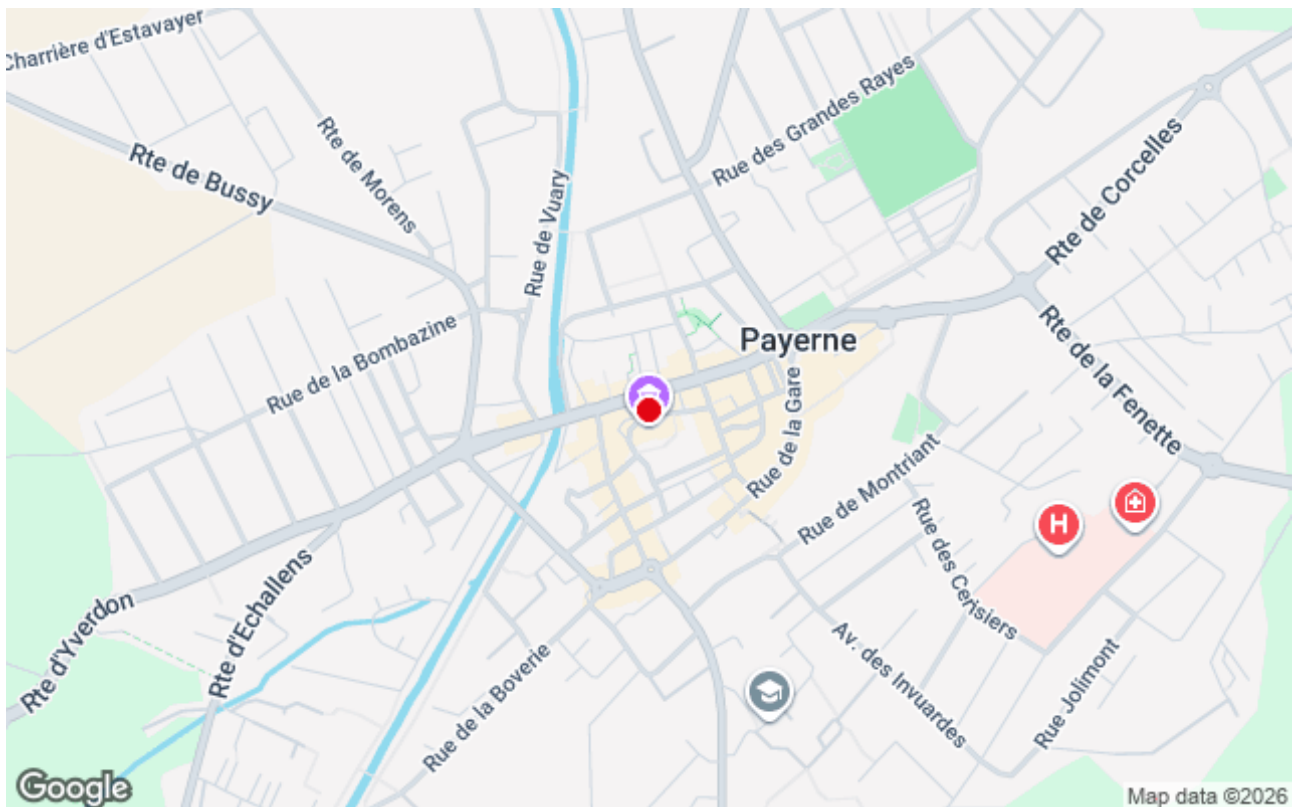 Charrière d'Estavayer
Rte de Morens
Rue des Grandes Rayes
Rte de Bussy
Rue de Vuary
Rte de Corcelles
Rue de la Bombazine
Payerne
Rte de la Fenette
Rue de la Gare
Rue de Montriant
H
Rue des Cerisiers
Rte d'Yverdon
Rte d'Echallens
Rue de la Boverie
Av. des Invuardes
Rue Jolimont
Google
Map data ©2026